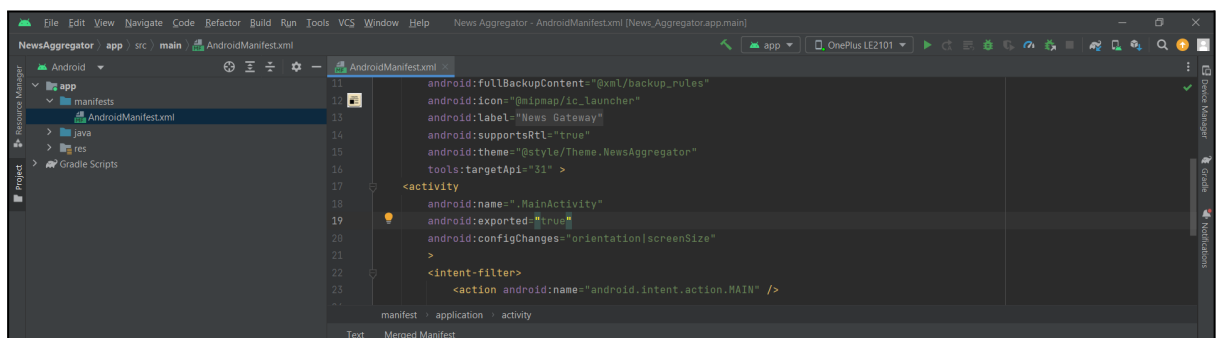 File Edit View Navigate Code Refactor Build Run Tools VCS Window Help News Aggregator - AndroidManifest.xml [News_Aggregator.app.main]
NewsAggregator app src main AndroidManifest.xml app OnePlus LE2101
Android
AndroidManifest.xml
app
manifests
AndroidManifest.xml
java
res
Gradle Scripts
Resource Manager
Project
11 android:fullBackupContent="@xml/backup_rules"
12 android:icon="@mipmap/ic_launcher"
13 android:label="News Gateway"
14 android:supportsRtl="true"
15 android:theme="@style/Theme.NewsAggregator"
16 tools:targetApi="31" >
17 <activity
18 android:name=".MainActivity"
19 android:exported="true"
20 android:configChanges="orientation|screenSize"
21 >
22 <intent-filter>
23 <action android:name="android.intent.action.MAIN" />
manifest application activity
Text Merged Manifest
Device Manager
Gradle
Notifications